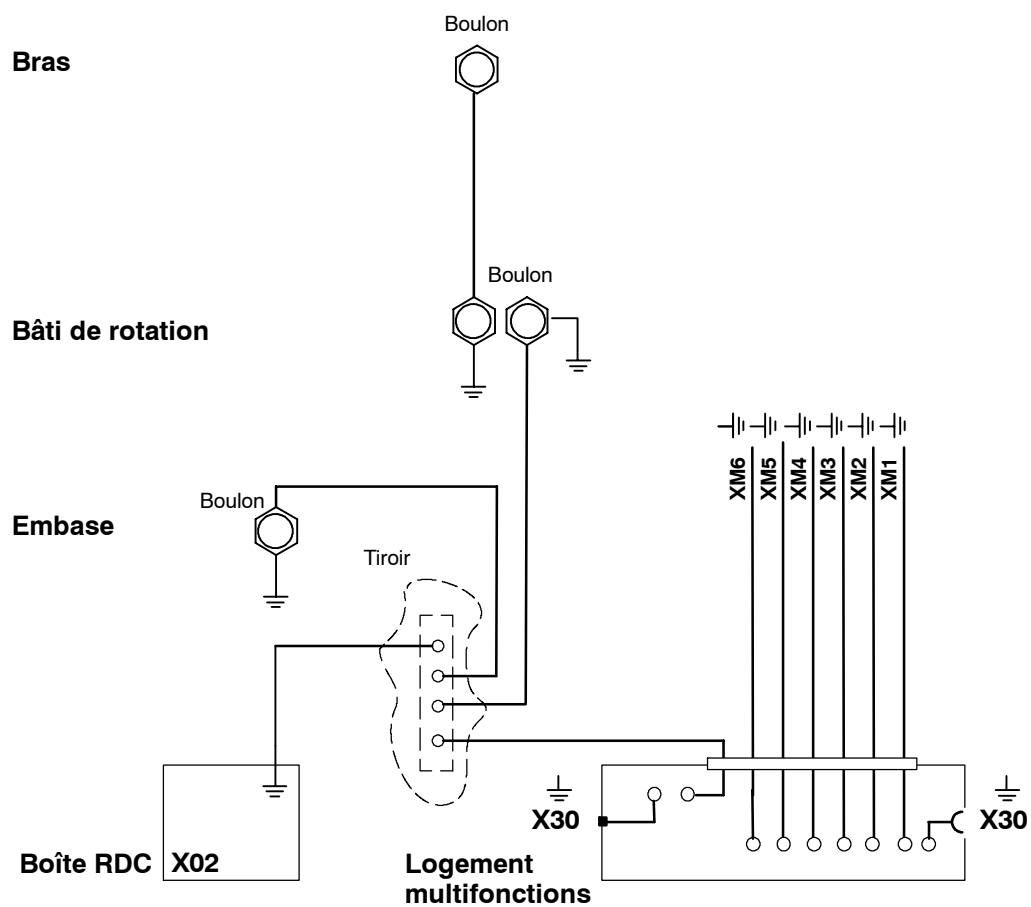 Boulon
Bras
Boulon
Bâti de rotation
XM6
XM5
XM4
XM3
XM2
XM1
Boulon
Embase
Tiroir
X30
X30
Boîte RDC
X02
Logement
multifonctions